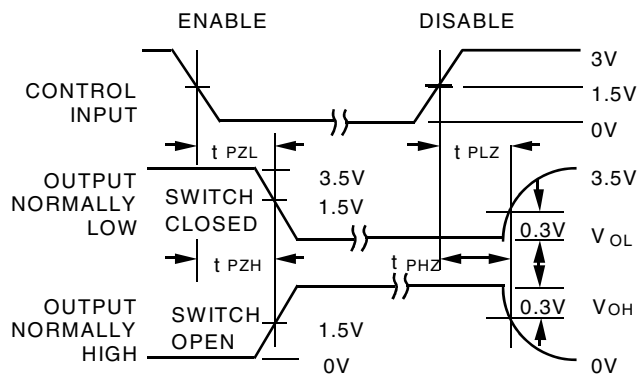 ENABLE
DISABLE
CONTROL
INPUT
3V
1.5V
0V
t PZL
t PLZ
OUTPUT
NORMALLY
LOW
SWITCH
CLOSED
3.5V
1.5V
3.5V
0.3V
VOL
t PZH
t PHZ
OUTPUT
NORMALLY
HIGH
SWITCH
OPEN
1.5V
0V
0.3V
VOH
0V